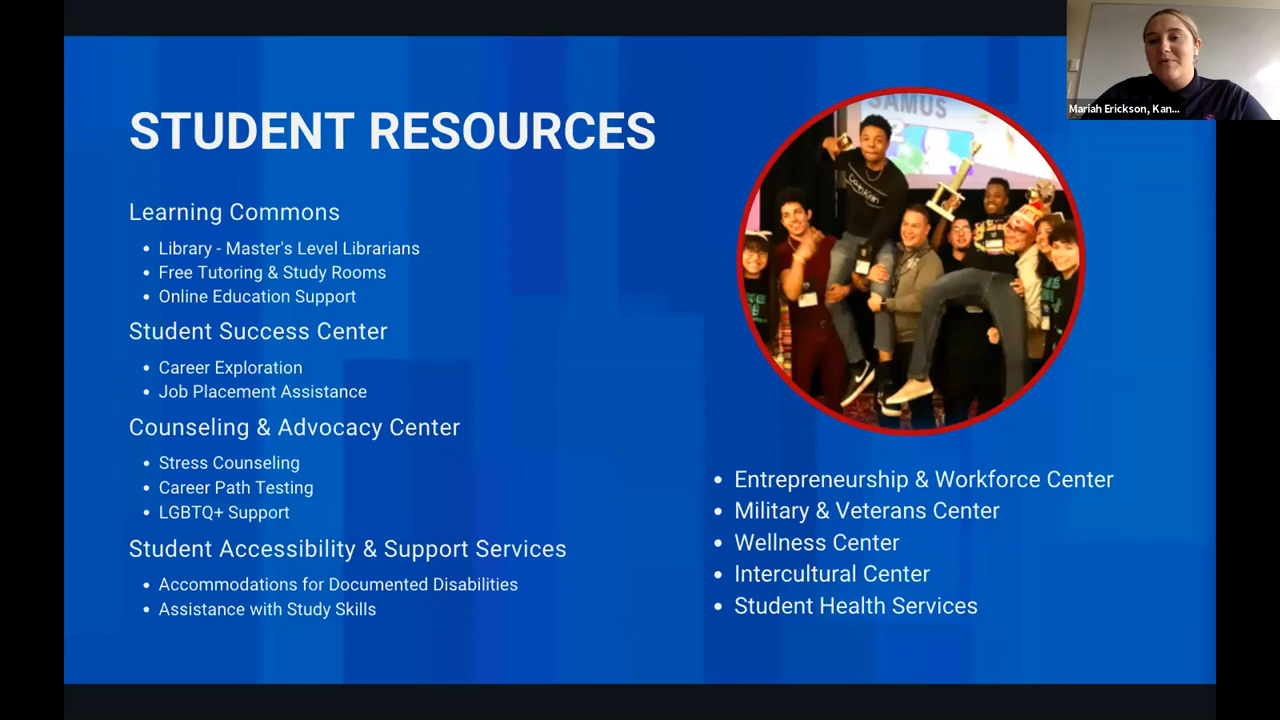 STUDENT RESOURCES
Learning Commons
• Library - Master's Level Librarians
• Free Tutoring & Study Rooms
• Online Education Support
Student Success Center
• Career Exploration
• Job Placement Assistance
Counseling & Advocacy Center
• Stress Counseling
• Career Path Testing
• LGBTQ+ Support
Student Accessibility & Support Services
• Accommodations for Documented Disabilities
• Assistance with Study Skills
SAMUS
• Entrepreneurship & Workforce Center
• Military & Veterans Center
• Wellness Center
• Intercultural Center
• Student Health Services
Mariah Erickson, Kan...